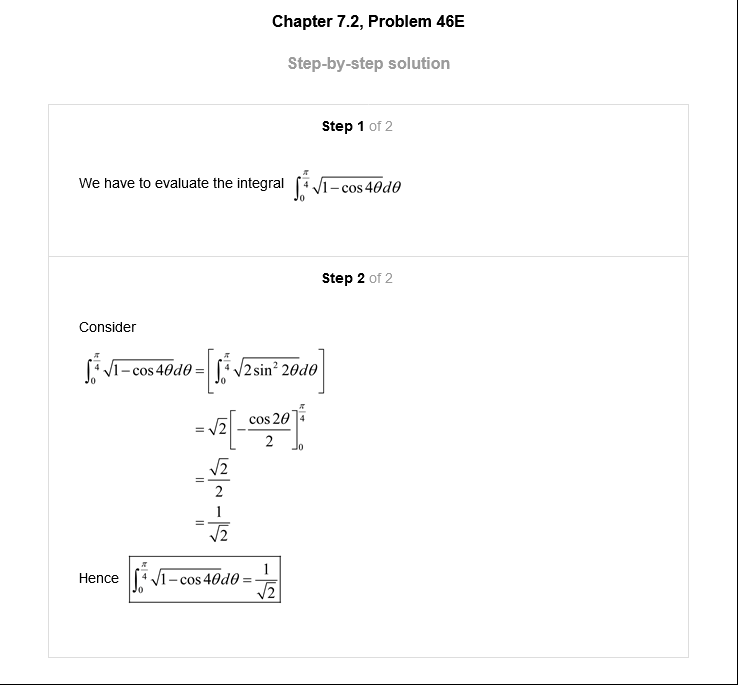 Chapter 7.2, Problem 46E
Step-by-step solution
Step 1 of 2
We have to evaluate the integral $\int_0^{\frac{\pi}{4}} \sqrt{1-\cos 4\theta} d\theta$
Step 2 of 2
Consider
$\int_0^{\frac{\pi}{4}} \sqrt{1-\cos 4\theta} d\theta = \left[ \int_0^{\frac{\pi}{4}} \sqrt{2\sin^2 2\theta} d\theta \right]$
$= \sqrt{2} \left[ -\frac{\cos 2\theta}{2} \right]_0^{\frac{\pi}{4}}$
$= \frac{\sqrt{2}}{2}$
$= \frac{1}{\sqrt{2}}$
Hence $\int_0^{\frac{\pi}{4}} \sqrt{1-\cos 4\theta} d\theta = \frac{1}{\sqrt{2}}$